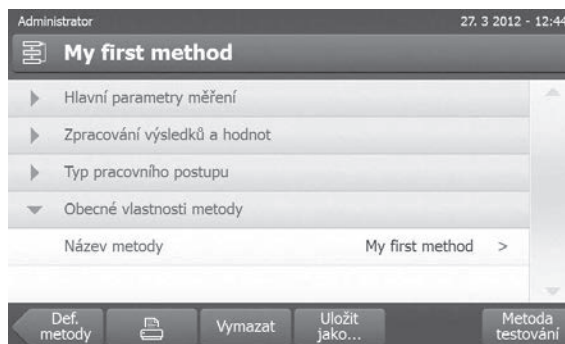 Administrator 27. 3 2012 - 12:44
My first method
Hlavní parametry měření
Zpracování výsledků a hodnot
Typ pracovního postupu
Obecné vlastnosti metody
Název metody My first method >
Def. metody
Vymazat
Uložit jako...
Metoda testování